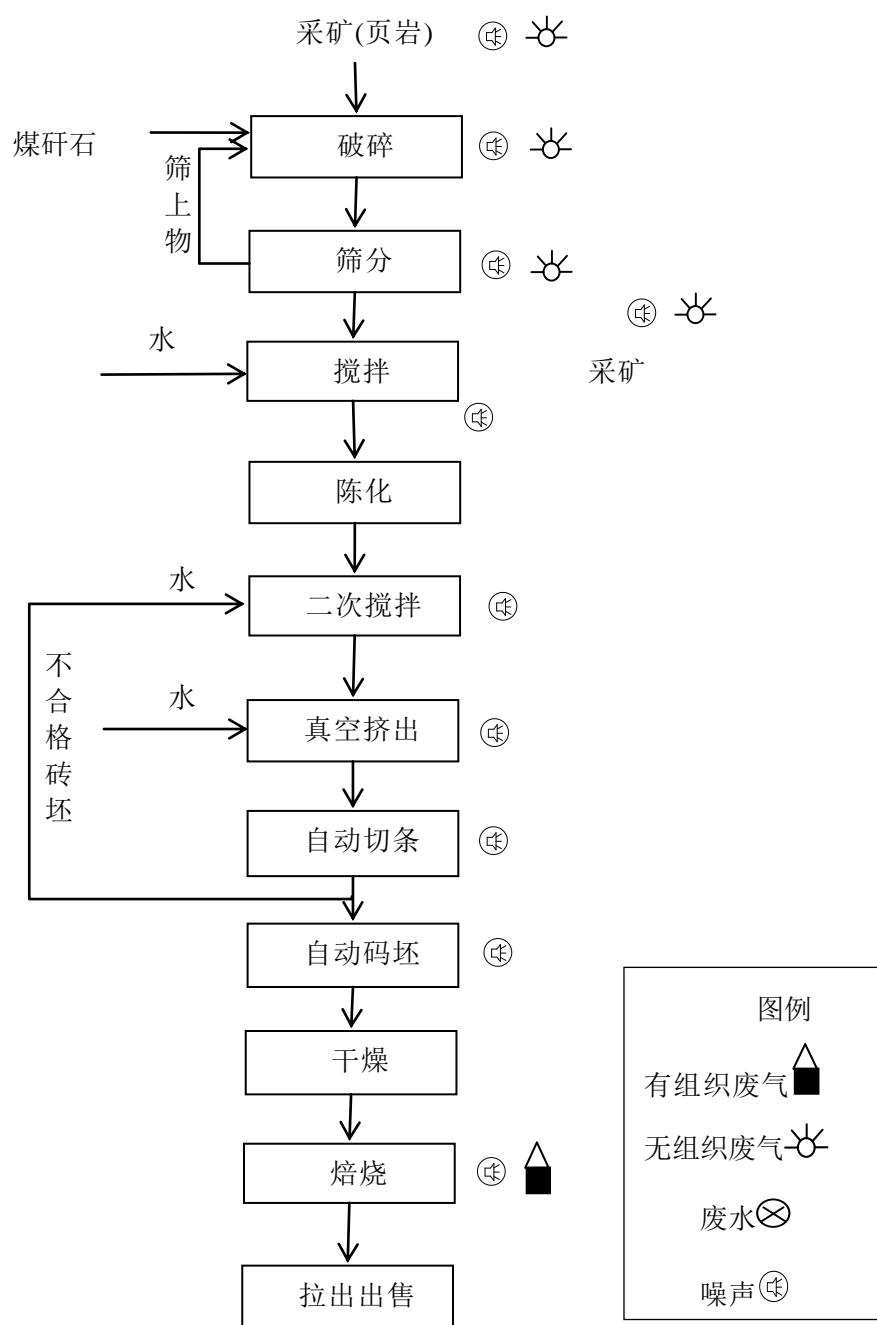 采矿(页岩)
煤矸石
破碎
筛上物
筛分
水
搅拌
采矿
陈化
水
二次搅拌
不合格砖坯
水
真空挤出
自动切条
自动码坯
干燥
焙烧
拉出出售
图例
有组织废气
无组织废气
废水
噪声